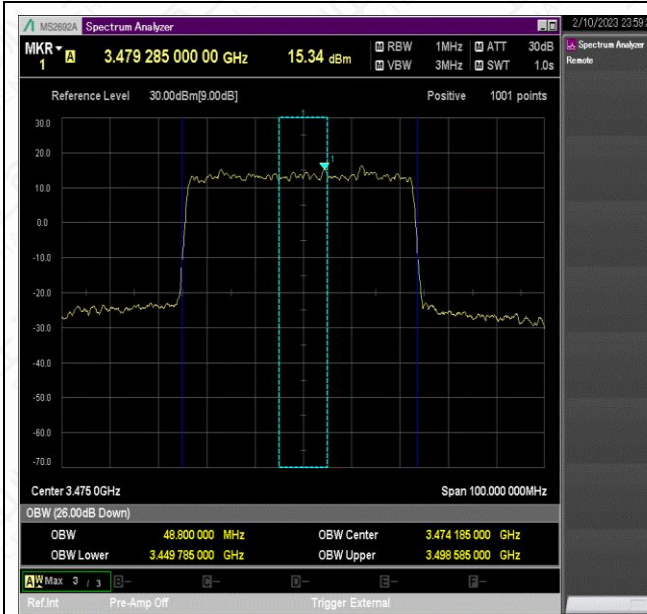 MS2692A Spectrum Analyzer
2/10/2023 23:59:
MKR 1 A 3.479 285 000 00 GHz 15.34 dBm
M RBW 1MHz M ATT 30dB
M VBW 3MHz M SWT 1.0s
Spectrum Analyzer
Remote
Reference Level 30.00dBm[9.00dB] Positive 1001 points
30.0
20.0
10.0
0.0
-10.0
-20.0
-30.0
-40.0
-50.0
-60.0
-70.0
1
Center 3.475 0GHz Span 100.000 000MHz
OBW (26.00dB Down)
OBW 48.800 000 MHz OBW Center 3.474 185 000 GHz
OBW Lower 3.449 785 000 GHz OBW Upper 3.498 585 000 GHz
A W Max 3 / 3 B- C- D- E- F-
Ref.Int Pre-Amp Off Trigger External